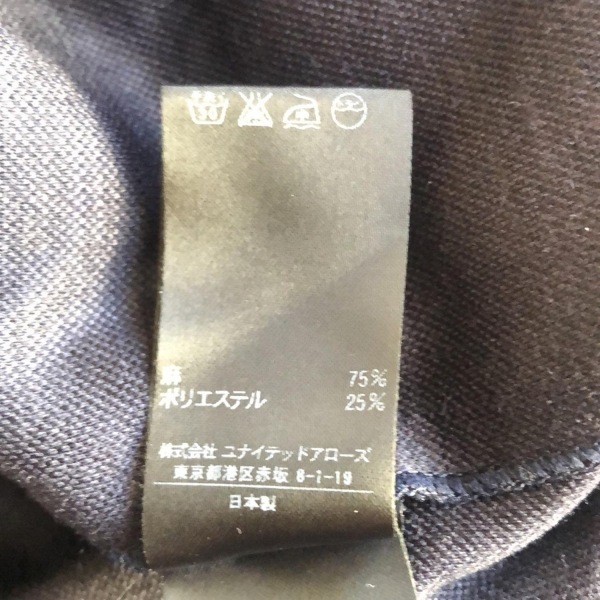 麻 75%
ポリエステル 25%
株式会社 ユナイテッドアローズ
東京都港区赤坂 8-1-19
日本製